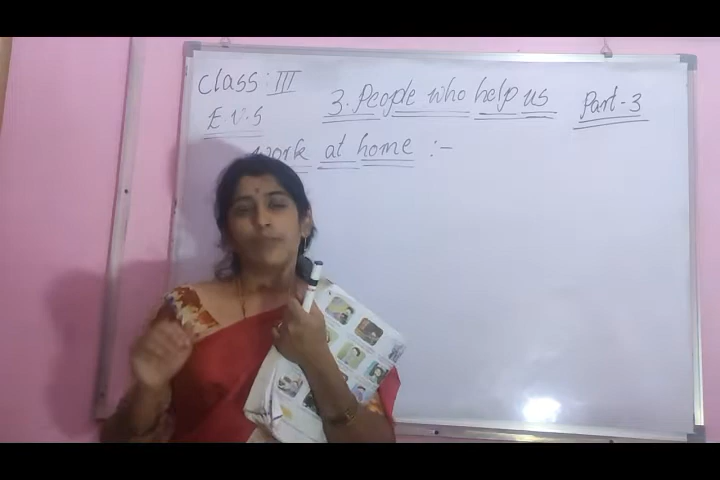 Class: III
3. People who help us
Part-3
E.V.S
work at home :-